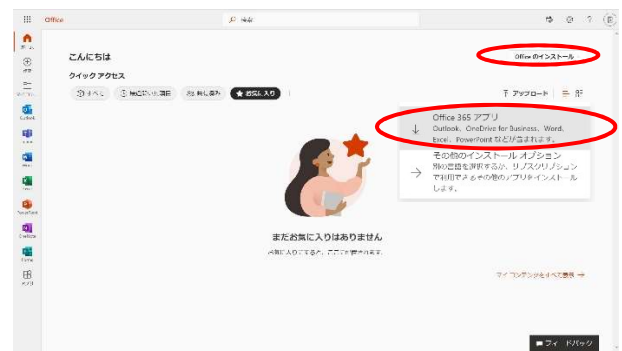 Office
検索
?
こんにちは
Office のインストール
クイック アクセス
すべて
最近開いた項目
共有済み
お気に入り
アップロード
Office 365 アプリ
Outlook、OneDrive for Business、Word、
Excel、PowerPoint などが含まれます。
その他のインストール オプション
別の言語を選択するか、サブスクリプション
で利用できるその他のアプリをインストール
します。
Outlook
まだお気に入りはありません
PowerPoint
OneNote
マイ コンテンツをすべて表示 →
アプリ
フィードバック